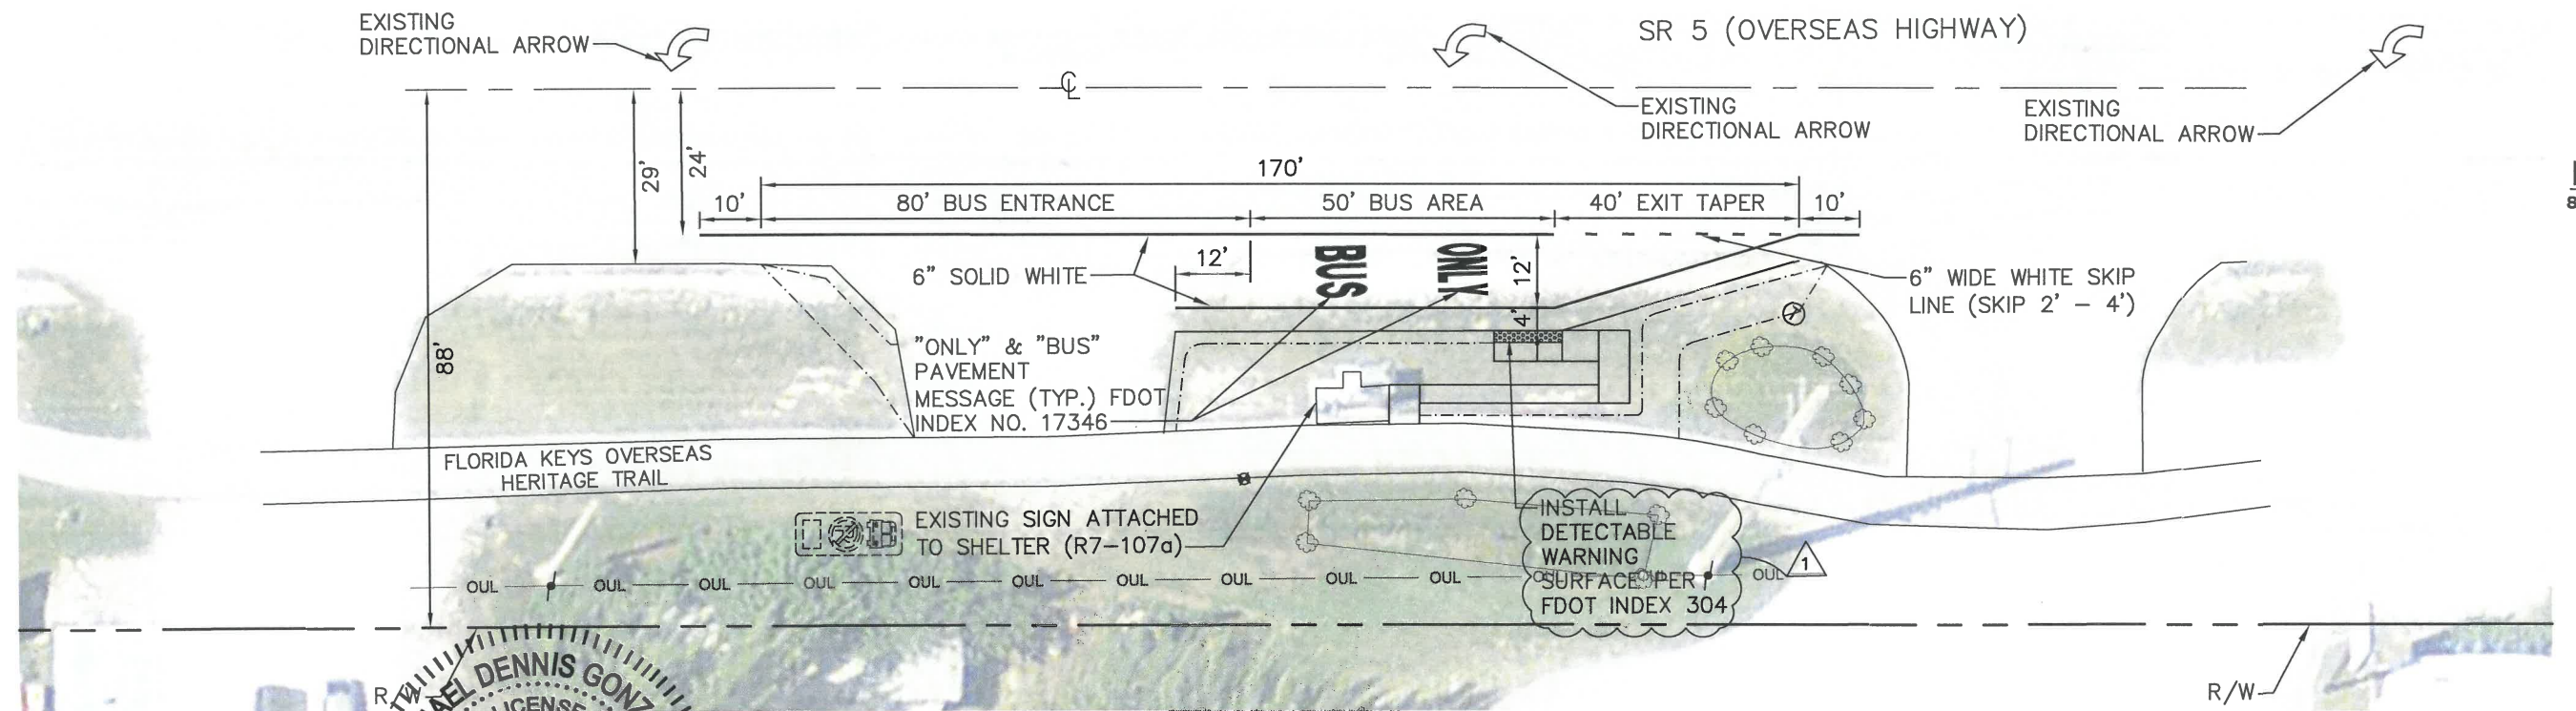 EXISTING
DIRECTIONAL ARROW
SR 5 (OVERSEAS HIGHWAY)
CL
EXISTING
DIRECTIONAL ARROW
EXISTING
DIRECTIONAL ARROW
29'
24'
170'
10'
80' BUS ENTRANCE
50' BUS AREA
40' EXIT TAPER
10'
12'
BUS
ONLY
12'
6" SOLID WHITE
6" WIDE WHITE SKIP
LINE (SKIP 2' - 4')
4'
88'
"ONLY" & "BUS"
PAVEMENT
MESSAGE (TYP.) FDOT
INDEX NO. 17346
FLORIDA KEYS OVERSEAS
HERITAGE TRAIL
EXISTING SIGN ATTACHED
TO SHELTER (R7-107a)
INSTALL
DETECTABLE
WARNING
SURFACE PER
FDOT INDEX 304
1
OUL OUL OUL OUL OUL OUL OUL OUL OUL OUL OUL OUL OUL
DENNIS
R/W